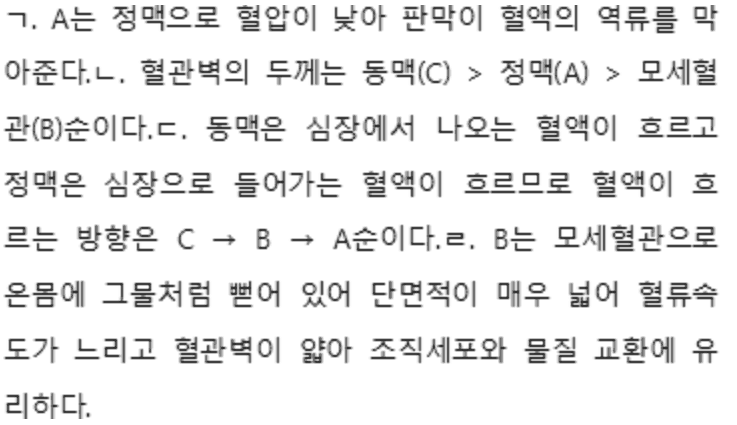 ㄱ. A는 정맥으로 혈압이 낮아 판막이 혈액의 역류를 막
아준다.ㄴ. 혈관벽의 두께는 동맥(C) > 정맥(A) > 모세혈
관(B)순이다.ㄷ. 동맥은 심장에서 나오는 혈액이 흐르고
정맥은 심장으로 들어가는 혈액이 흐르므로 혈액이 흐
르는 방향은 C → B → A순이다.ㄹ. B는 모세혈관으로
온몸에 그물처럼 뻗어 있어 단면적이 매우 넓어 혈류속
도가 느리고 혈관벽이 얇아 조직세포와 물질 교환에 유
리하다.